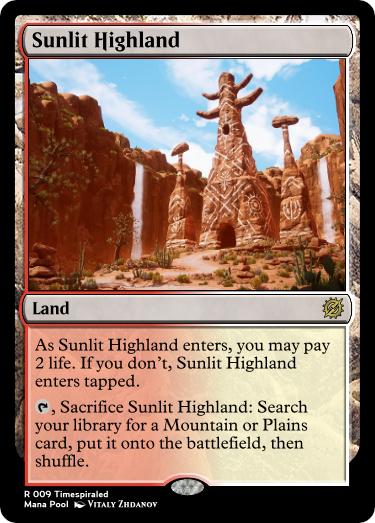 Sunlit Highland
Land
As Sunlit Highland enters, you may pay
2 life. If you don't, Sunlit Highland
enters tapped.
, Sacrifice Sunlit Highland: Search
your library for a Mountain or Plains
card, put it onto the battlefield, then
shuffle.
R 009 Timespiraled
Mana Pool Vitaly Zhdanov